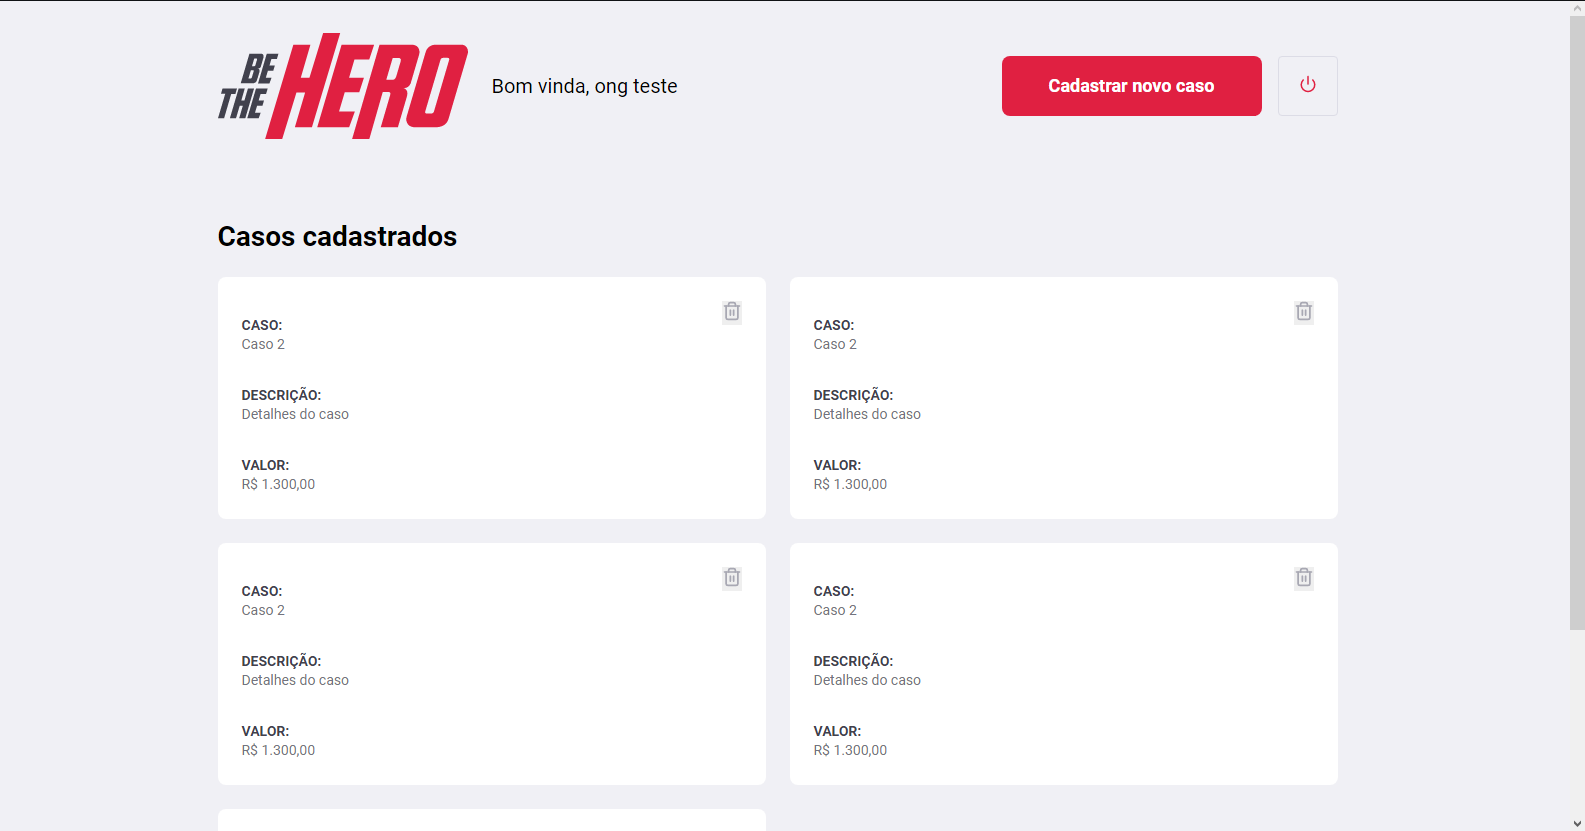 BE
THE
HERO
Bom vinda, ong teste
Cadastrar novo caso
Casos cadastrados
CASO:
Caso 2
DESCRIÇÃO:
Detalhes do caso
VALOR:
R$ 1.300,00
CASO:
Caso 2
DESCRIÇÃO:
Detalhes do caso
VALOR:
R$ 1.300,00
CASO:
Caso 2
DESCRIÇÃO:
Detalhes do caso
VALOR:
R$ 1.300,00
CASO:
Caso 2
DESCRIÇÃO:
Detalhes do caso
VALOR:
R$ 1.300,00